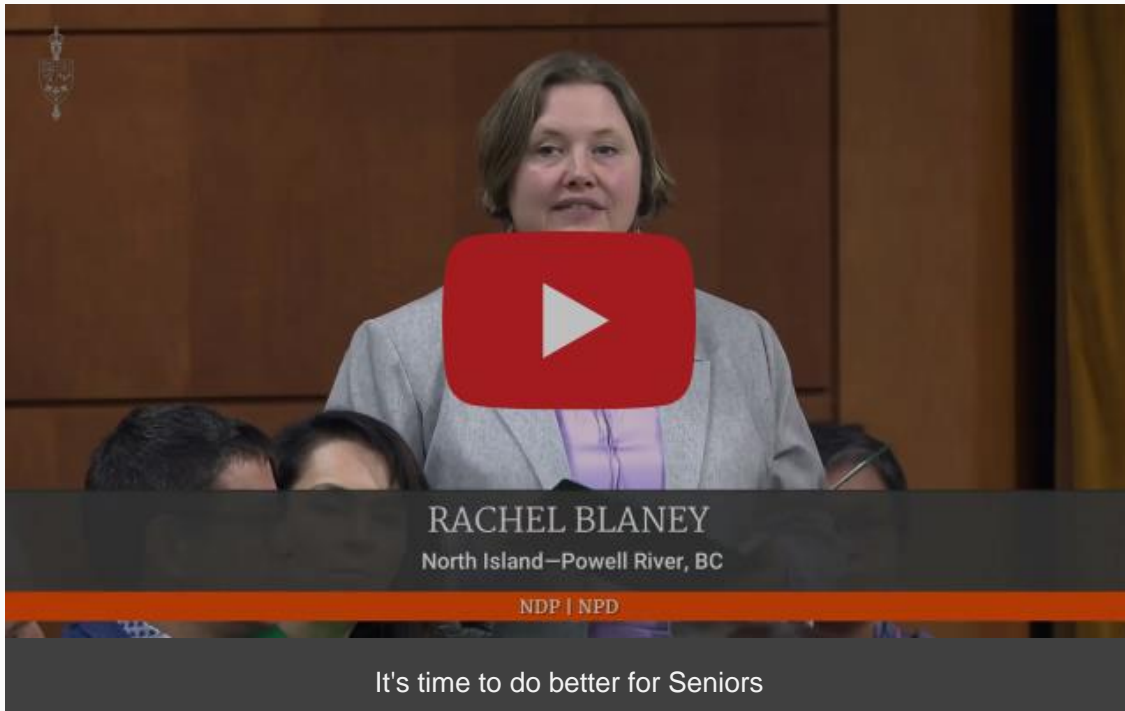 RACHEL BLANEY
North Island—Powell River, BC
NDP | NPD
It's time to do better for Seniors